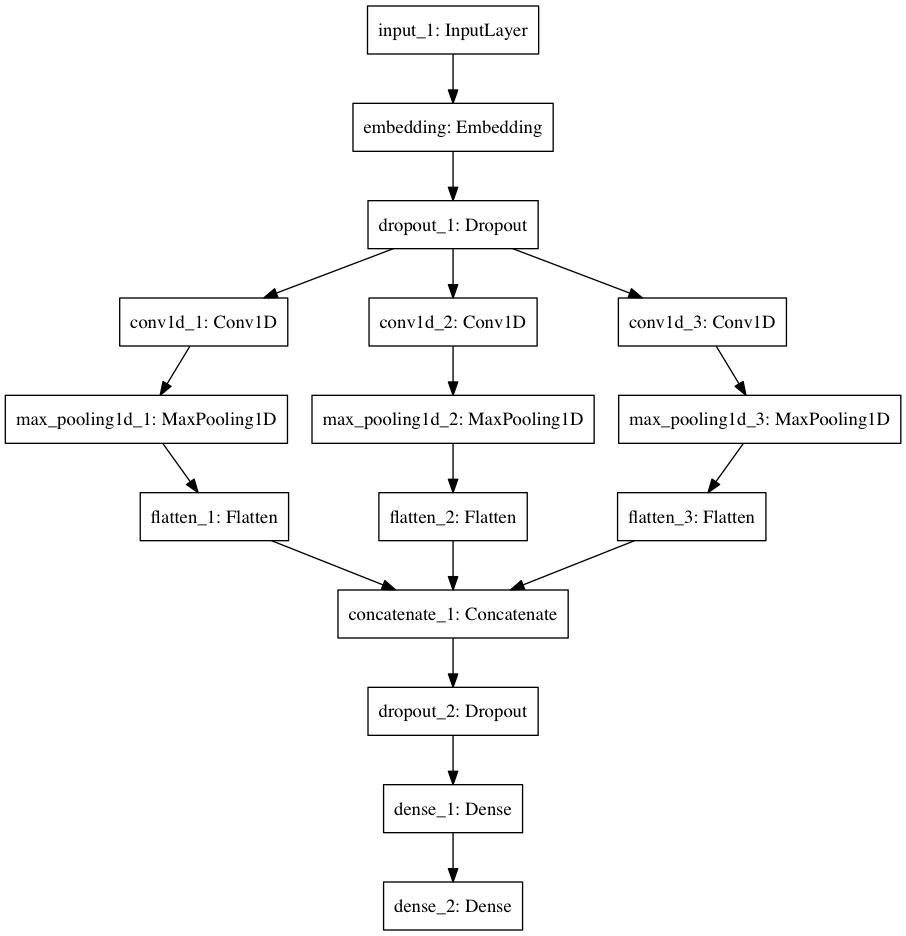 input_1: InputLayer
embedding: Embedding
dropout_1: Dropout
conv1d_1: Conv1D
conv1d_2: Conv1D
conv1d_3: Conv1D
max_pooling1d_1: MaxPooling1D
max_pooling1d_2: MaxPooling1D
max_pooling1d_3: MaxPooling1D
flatten_1: Flatten
flatten_2: Flatten
flatten_3: Flatten
concatenate_1: Concatenate
dropout_2: Dropout
dense_1: Dense
dense_2: Dense